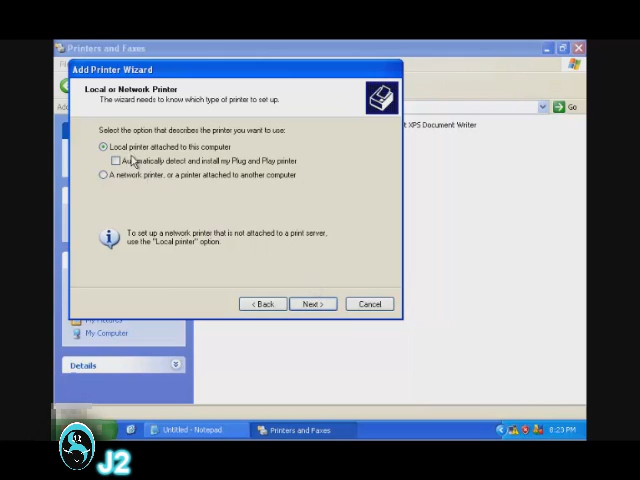 Printers and Faxes
Add Printer Wizard
Local or Network Printer
The wizard needs to know which type of printer to set up.
Go
XPS Document Writer
Select the option that describes the printer you want to use:
Local printer attached to this computer
Automatically detect and install my Plug and Play printer
A network printer, or a printer attached to another computer
To set up a network printer that is not attached to a print server,
use the "Local printer" option.
< Back
Next >
Cancel
My Computer
Details
Untitled - Notepad
Printers and Faxes
8:23 PM
J2